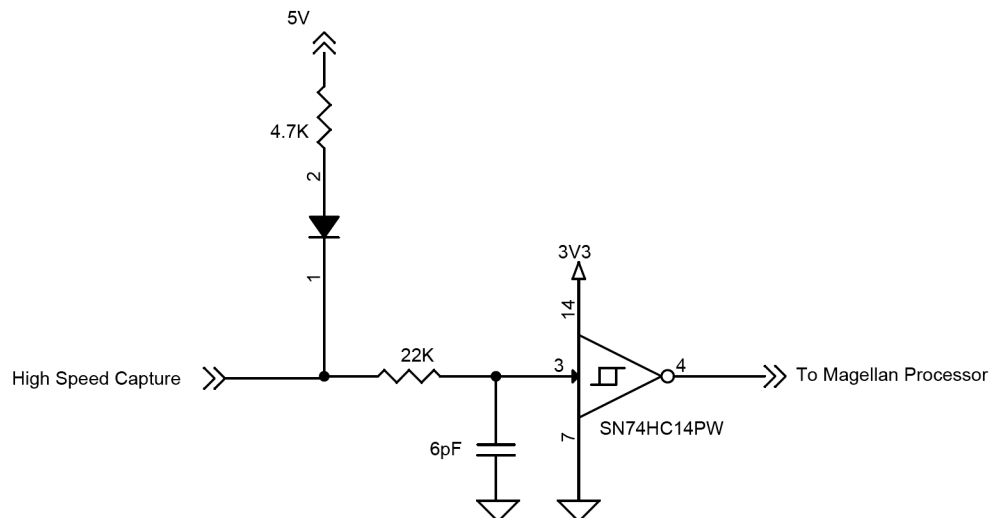 5V
4.7K
2
1
3V3
14
High Speed Capture
22K
3
4
To Magellan Processor
7
SN74HC14PW
6pF